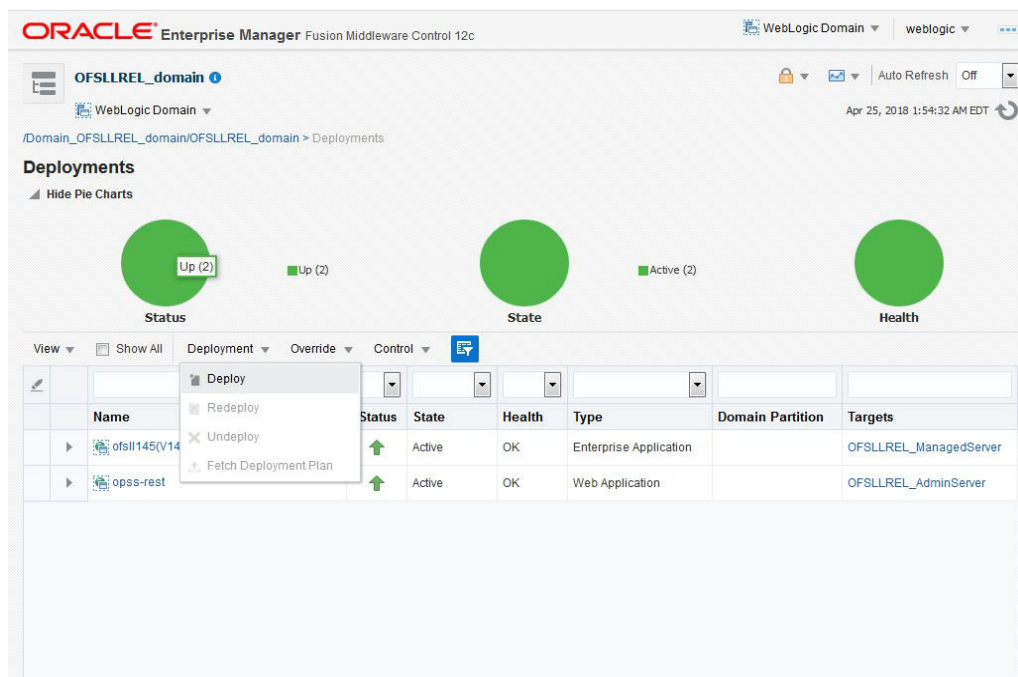 ORACLE® Enterprise Manager Fusion Middleware Control 12c
WebLogic Domain weblogic
OFSLLREL_domain
Auto Refresh Off
WebLogic Domain
Apr 25, 2018 1:54:32 AM EDT
/Domain_OFSLLREL_domain/OFSLLREL_domain > Deployments
Deployments
Hide Pie Charts
Up (2)
Up (2)
Active (2)
Status State Health
View Show All Deployment Override Control
Deploy
Redeploy
Undeploy
Fetch Deployment Plan
Name Status State Health Type Domain Partition Targets
ofsll145(V14 Active OK Enterprise Application OFSLLREL_ManagedServer
opss-rest Active OK Web Application OFSLLREL_AdminServer